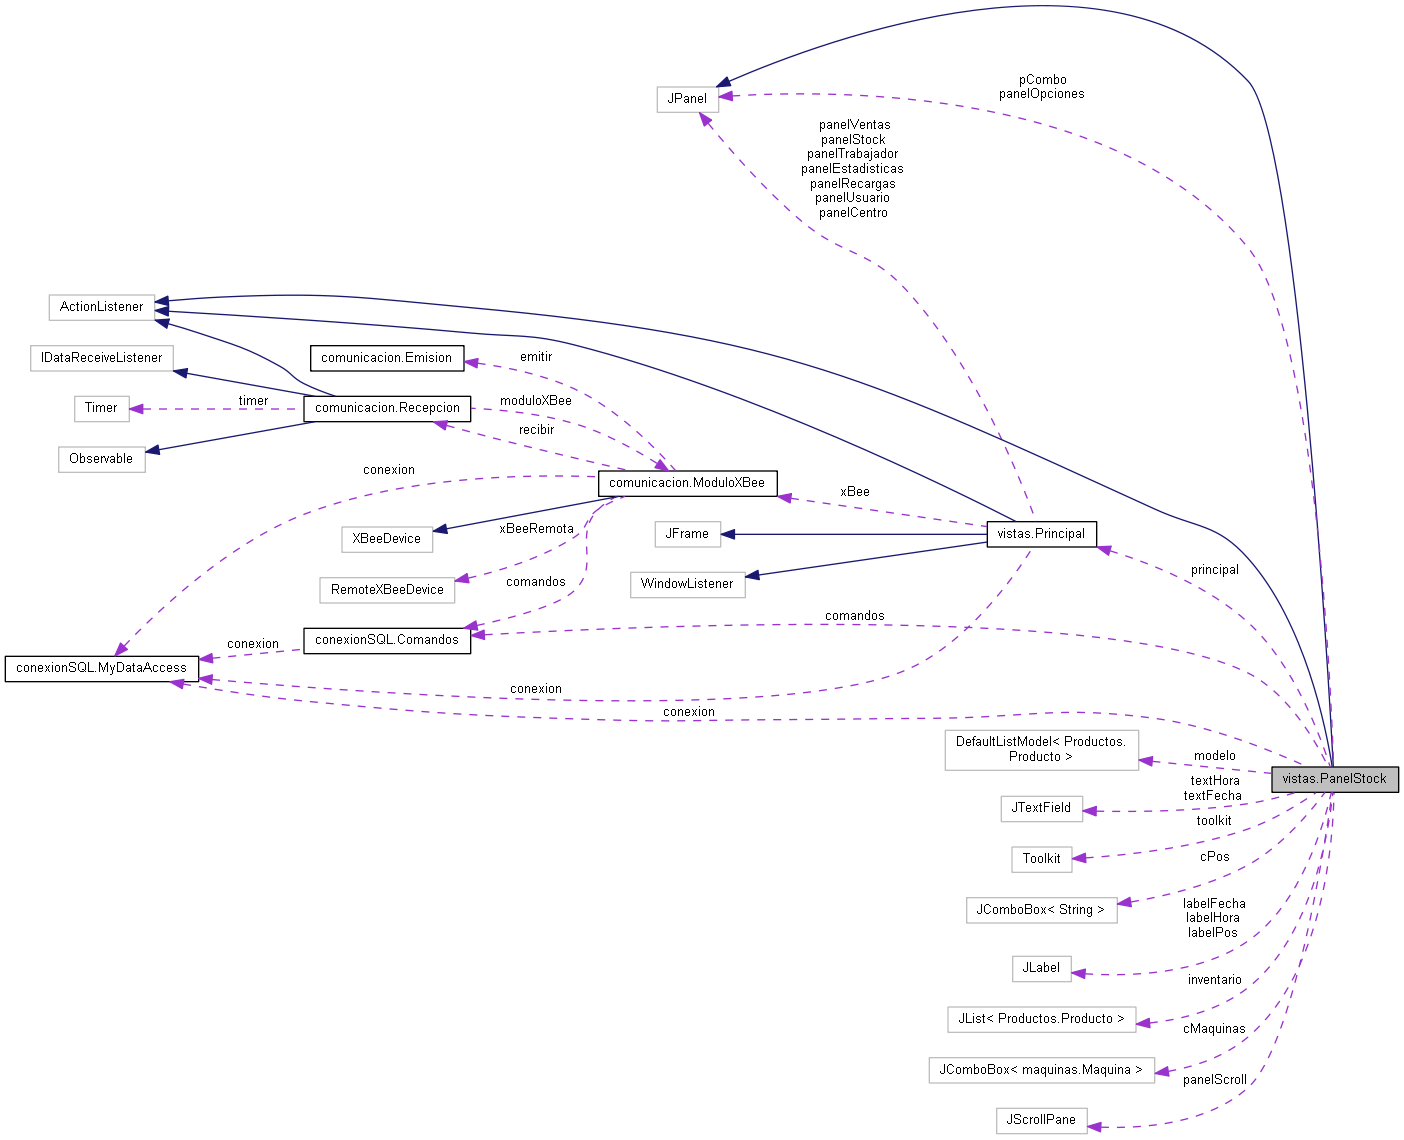 JPanel
pCombo
panelOpciones
panelVentas
panelStock
panelTrabajador
panelEstadisticas
panelRecargas
panelUsuario
panelCentro
ActionListener
IDataReceiveListener
comunicacion.Emision
emitir
Timer
timer
comunicacion.Recepcion
moduloXBee
recibir
Observable
conexion
comunicacion.ModuloXBee
xBee
XBeeDevice
xBeeRemota
JFrame
vistas.Principal
RemoteXBeeDevice
comandos
WindowListener
principal
comandos
conexionSQL.Comandos
conexion
conexionSQL.MyDataAccess
conexion
conexion
DefaultListModel< Productos.
Producto >
modelo
vistas.PanelStock
textHora
textFecha
JTextField
toolkit
Toolkit
cPos
JComboBox< String >
labelFecha
labelHora
labelPos
JLabel
inventario
JList< Productos.Producto >
cMaquinas
JComboBox< maquinas.Maquina >
panelScroll
JScrollPane